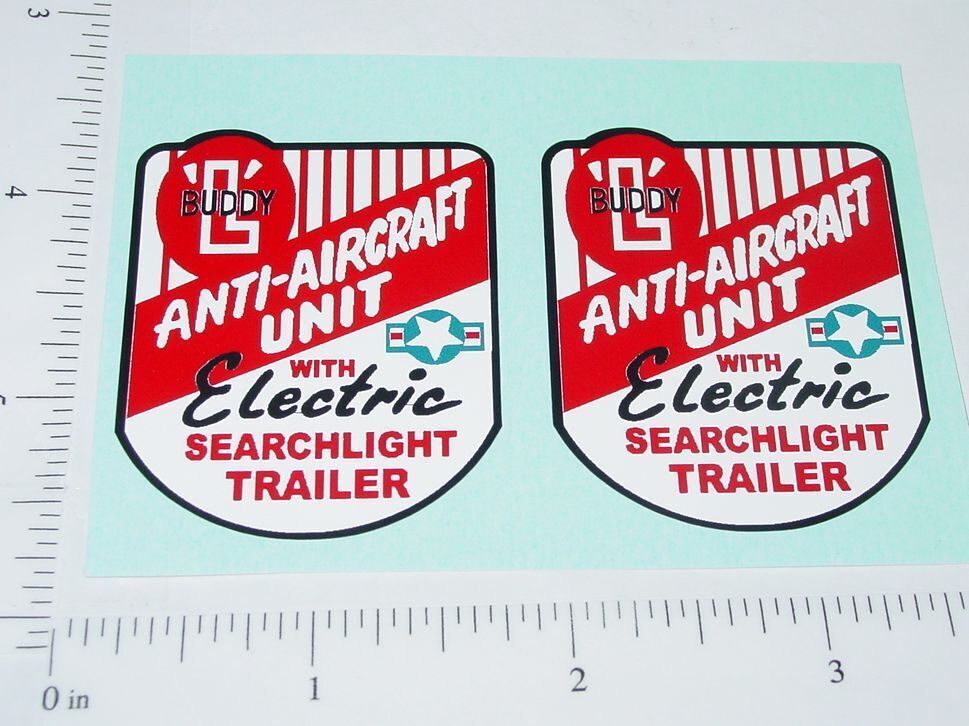 BUDDY
L
ANTI-AIRCRAFT
UNIT
WITH
Electric
SEARCHLIGHT
TRAILER
BUDDY
L
ANTI-AIRCRAFT
UNIT
WITH
Electric
SEARCHLIGHT
TRAILER
3
4
0 in 1 2 3